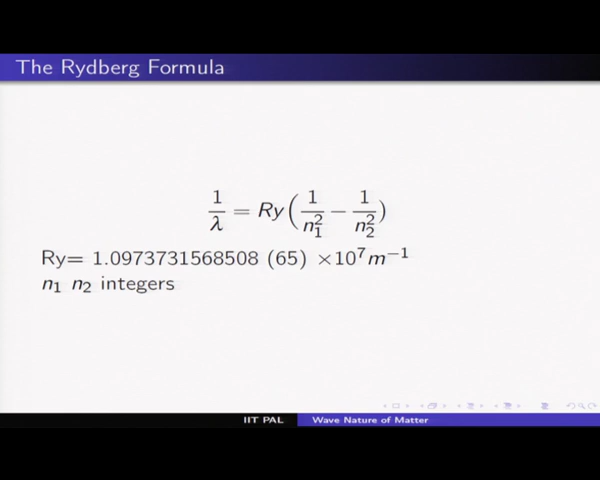 The Rydberg Formula
1/λ = Ry(1/n₁² − 1/n₂²)
Ry= 1.0973731568508 (65) ×10⁷m⁻¹
n₁ n₂ integers
IIT PAL Wave Nature of Matter